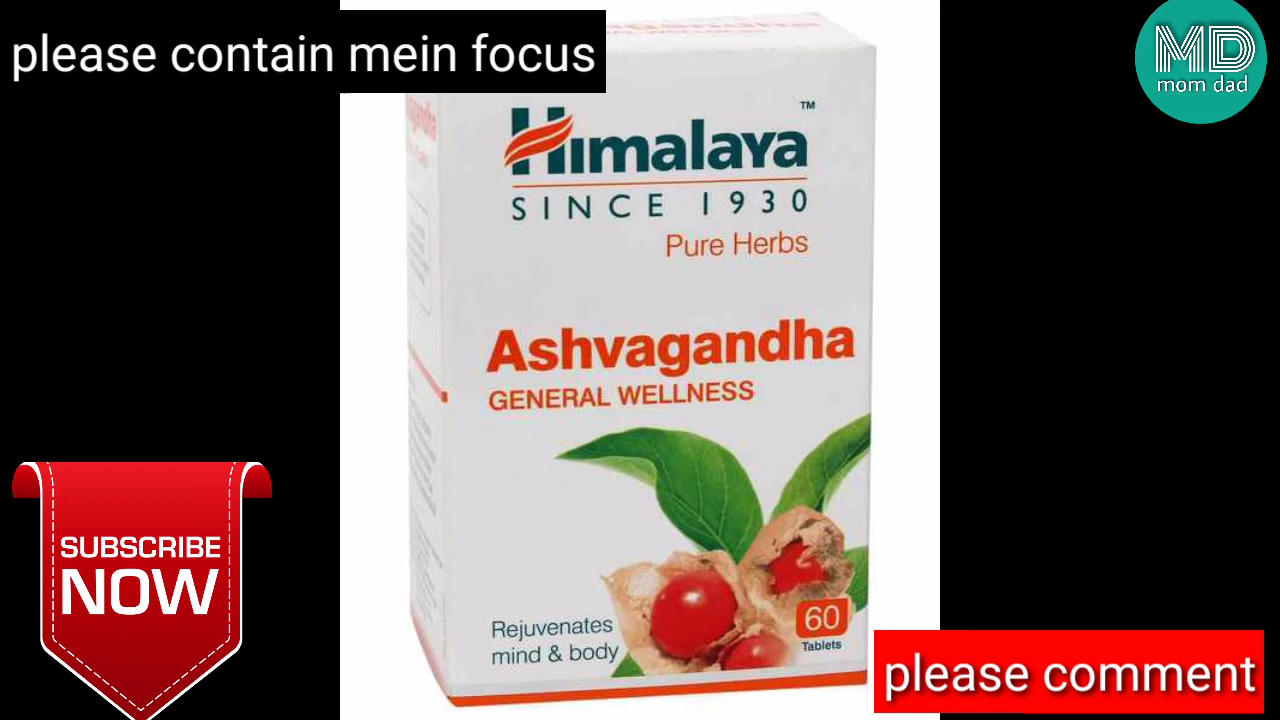 please contain mein focus
MD
mom dad
Himalaya
TM
SINCE 1930
Pure Herbs
Ashvagandha
GENERAL WELLNESS
SUBSCRIBE
NOW
Rejuvenates
mind & body
60
Tablets
please comment